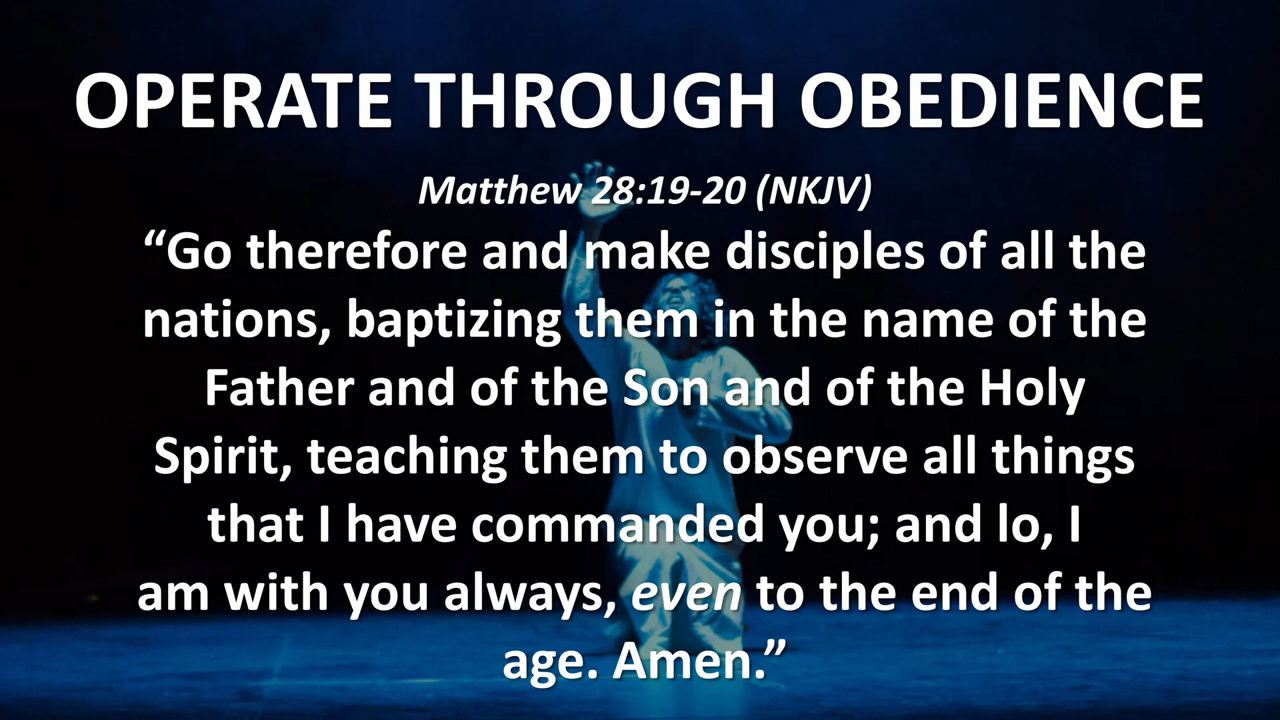 OPERATE THROUGH OBEDIENCE
Matthew 28:19-20 (NKJV)
“Go therefore and make disciples of all the
nations, baptizing them in the name of the
Father and of the Son and of the Holy
Spirit, teaching them to observe all things
that I have commanded you; and lo, I
am with you always, even to the end of the
age. Amen.”